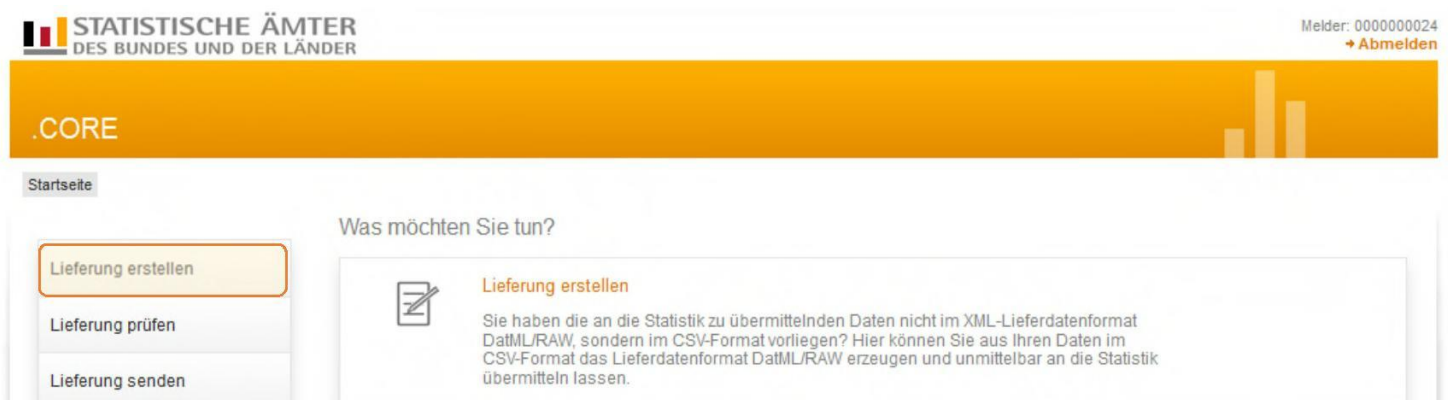 STATISTISCHE ÄMTER
DES BUNDES UND DER LÄNDER
Melder: 0000000024
Abmelden
.CORE
Startseite
Was möchten Sie tun?
Lieferung erstellen
Lieferung prüfen
Lieferung senden
Lieferung erstellen
Sie haben die an die Statistik zu übermittelnden Daten nicht im XML-Lieferdatenformat
DatML/RAW, sondern im CSV-Format vorliegen? Hier können Sie aus Ihren Daten im
CSV-Format das Lieferdatenformat DatML/RAW erzeugen und unmittelbar an die Statistik
übermitteln lassen.